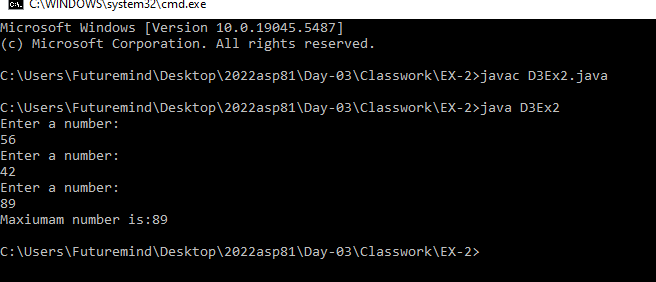 C:\WINDOWS\system32\cmd.exe
Microsoft Windows [Version 10.0.19045.5487]
(c) Microsoft Corporation. All rights reserved.
C:\Users\Futuremind\Desktop\2022asp81\Day-03\Classwork\EX-2>javac D3Ex2.java
C:\Users\Futuremind\Desktop\2022asp81\Day-03\Classwork\EX-2>java D3Ex2
Enter a number:
56
Enter a number:
42
Enter a number:
89
Maxiumam number is:89
C:\Users\Futuremind\Desktop\2022asp81\Day-03\Classwork\EX-2>